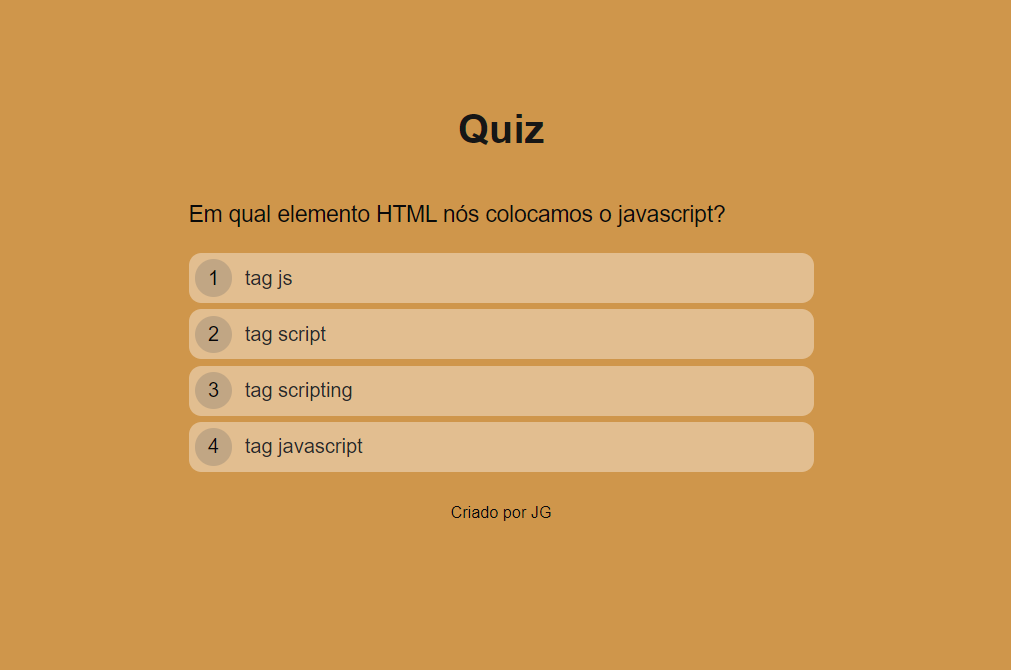 Quiz
Em qual elemento HTML nós colocamos o javascript?
1 tag js
2 tag script
3 tag scripting
4 tag javascript
Criado por JG